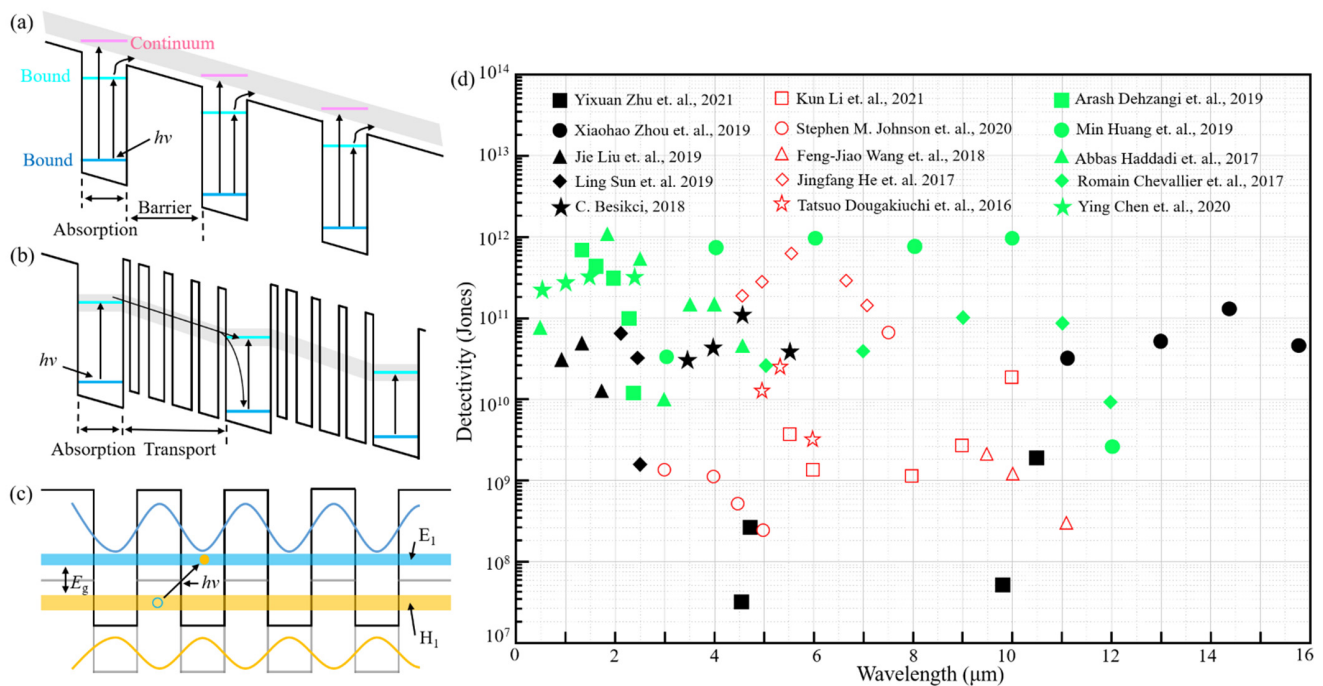 (a)
Continuum
Bound
hν
Bound
Barrier
Absorption
(b)
hν
Absorption
Transport
(c)
E1
Eg
hν
H1
(d)
Detectivity (Jones)
10^14
10^13
10^12
10^11
10^10
10^9
10^8
10^7
Yixuan Zhu et. al., 2021
Xiaohao Zhou et al., 2019
Jie Liu et al., 2019
Ling Sun et. al. 2019
C. Besikci, 2018
Kun Li et al., 2021
Stephen M. Johnson et. al., 2020
Feng-Jiao Wang et al., 2018
Jingfang He et al. 2017
Tatsuo Dougakiuchi et al., 2016
Arash Dehzangi et al., 2019
Min Huang et al., 2019
Abbas Haddadi et al. 2017
Romain Chevallier et al., 2017
Ying Chen et al., 2020
0 2 4 6 8 10 12 14 16
Wavelength (μm)